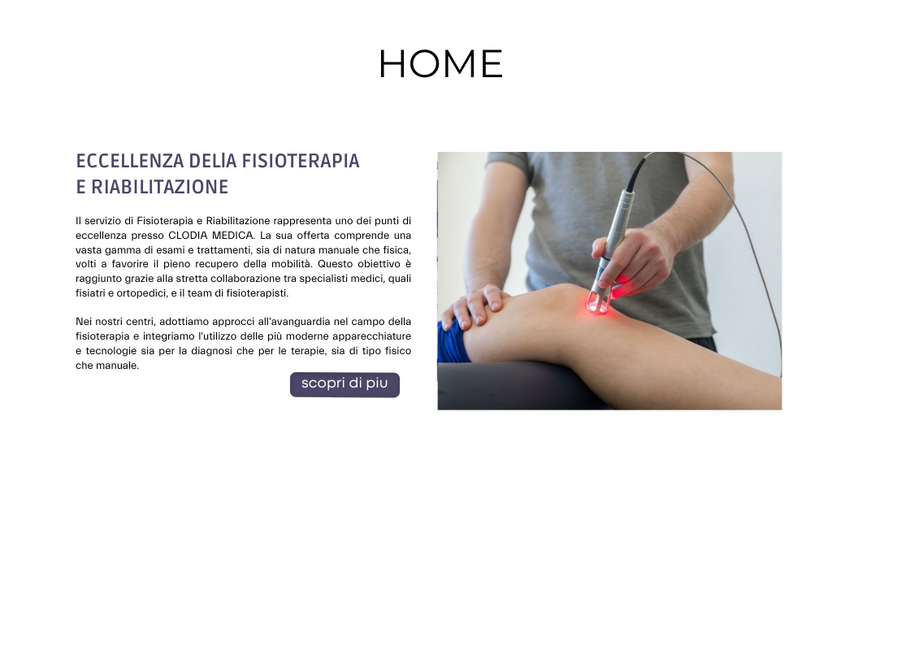 HOME
ECCELLENZA DELlA FISIOTERAPIA
E RIABILITAZIONE
Il servizio di Fisioterapia e Riabilitazione rappresenta uno dei punti di
eccellenza presso CLODIA MEDICA. La sua offerta comprende una
vasta gamma di esami e trattamenti, sia di natura manuale che fisica,
volti a favorire il pieno recupero della mobilità. Questo obiettivo è
raggiunto grazie alla stretta collaborazione tra specialisti medici, quali
fisiatri e ortopedici, e il team di fisioterapisti.
Nei nostri centri, adottiamo approcci all'avanguardia nel campo della
fisioterapia e integriamo l'utilizzo delle più moderne apparecchiature
e tecnologie sia per la diagnosi che per le terapie, sia di tipo fisico
che manuale.
scopri di piu